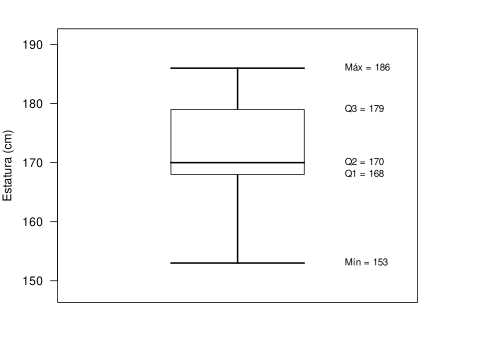 Estatura (cm)
190
180
170
160
150
Máx = 186
Q3 = 179
Q2 = 170
Q1 = 168
Mín = 153